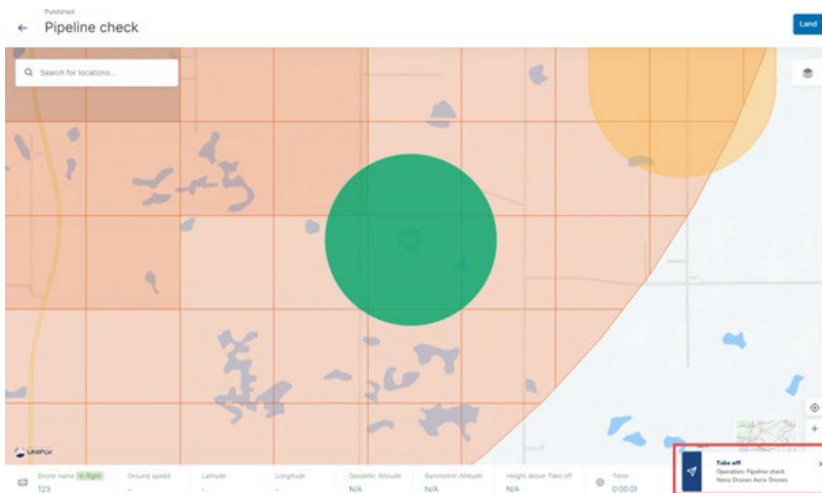 Published
← Pipeline check
Land
Search for locations...
UNIFLY
Drone name In flight
123
Ground speed
-
Latitude
-
Longitude
-
Geodetic Altitude
N/A
Barometric Altitude
N/A
Height above Take off
N/A
Timer
0:00:01
Take off
Operation: Pipeline check
Nano Drones Aerix Drones